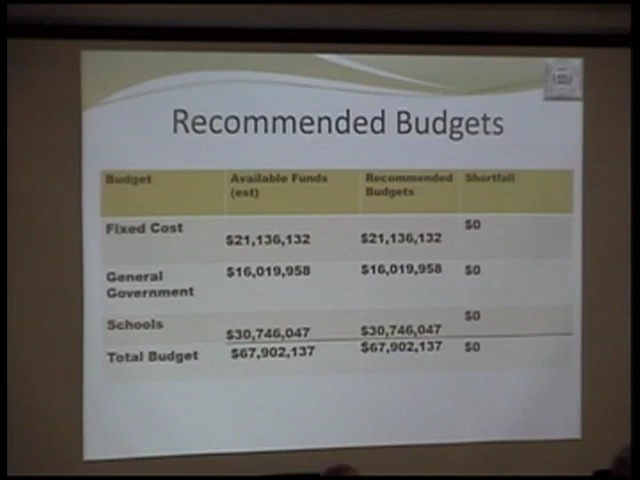 Recommended Budgets
Budget Available Funds (est) Recommended Budgets Shortfall
Fixed Cost $21,136,132 $21,136,132 $0
General Government $16,019,958 $16,019,958 $0
Schools $30,746,047 $30,746,047 $0
Total Budget $67,902,137 $67,902,137 $0